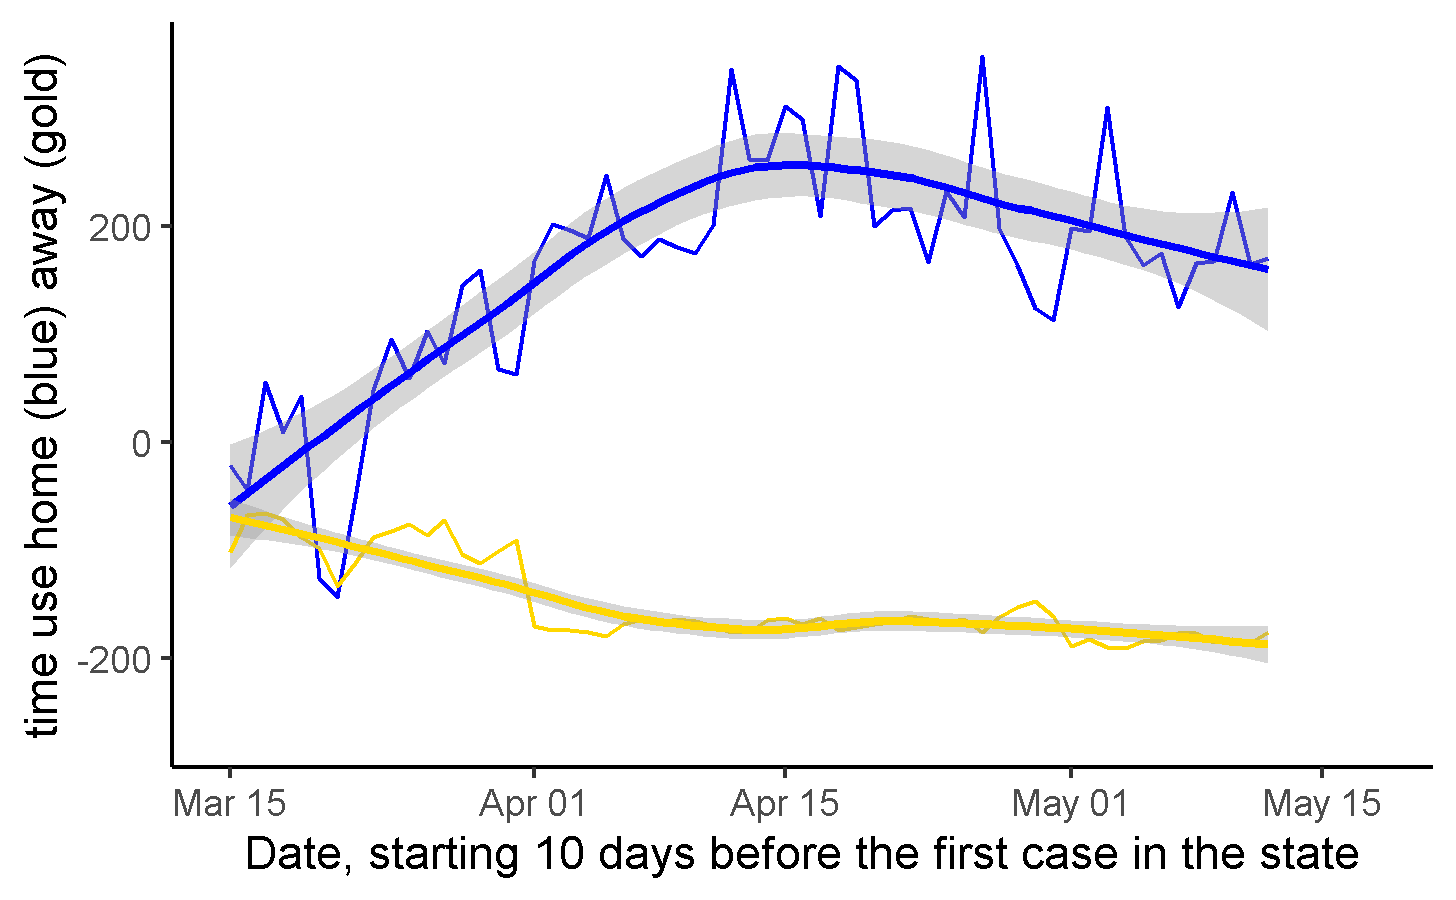 time use home (blue) away (gold)
200
0
-200
Mar 15
Apr 01
Apr 15
May 01
May 15
Date, starting 10 days before the first case in the state